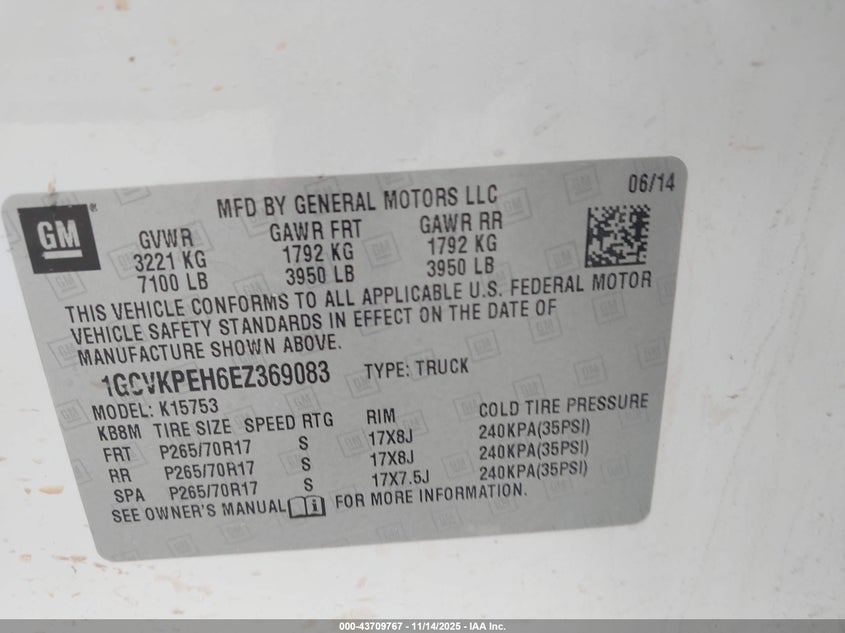 GM®
MFD BY GENERAL MOTORS LLC
06/14
GVWR GAWR FRT GAWR RR
3221 KG 1792 KG 1792 KG
7100 LB 3950 LB 3950 LB
THIS VEHICLE CONFORMS TO ALL APPLICABLE U.S. FEDERAL MOTOR
VEHICLE SAFETY STANDARDS IN EFFECT ON THE DATE OF
MANUFACTURE SHOWN ABOVE.
1GCVKPEH6EZ369083 TYPE: TRUCK
MODEL: K15753
KB8M TIRE SIZE SPEED RTG RIM COLD TIRE PRESSURE
FRT P265/70R17 S 17X8J 240KPA(35PSI)
RR P265/70R17 S 17X8J 240KPA(35PSI)
SPA P265/70R17 S 17X7.5J 240KPA(35PSI)
SEE OWNER'S MANUAL FOR MORE INFORMATION.
000-43709767 - 11/14/2025 - IAA Inc.